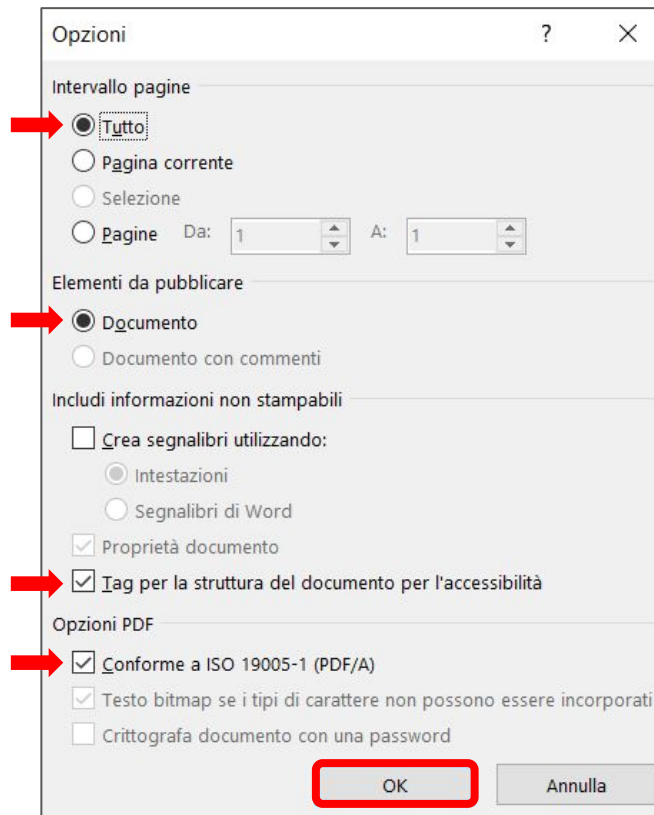 Opzioni ? ×
Intervallo pagine
Tutto
Pagina corrente
Selezione
Pagine Da: 1 A: 1
Elementi da pubblicare
Documento
Documento con commenti
Includi informazioni non stampabili
Crea segnalibri utilizzando:
Intestazioni
Segnalibri di Word
Proprietà documento
Tag per la struttura del documento per l'accessibilità
Opzioni PDF
Conforme a ISO 19005-1 (PDF/A)
Testo bitmap se i tipi di carattere non possono essere incorporati
Crittografa documento con una password
OK Annulla